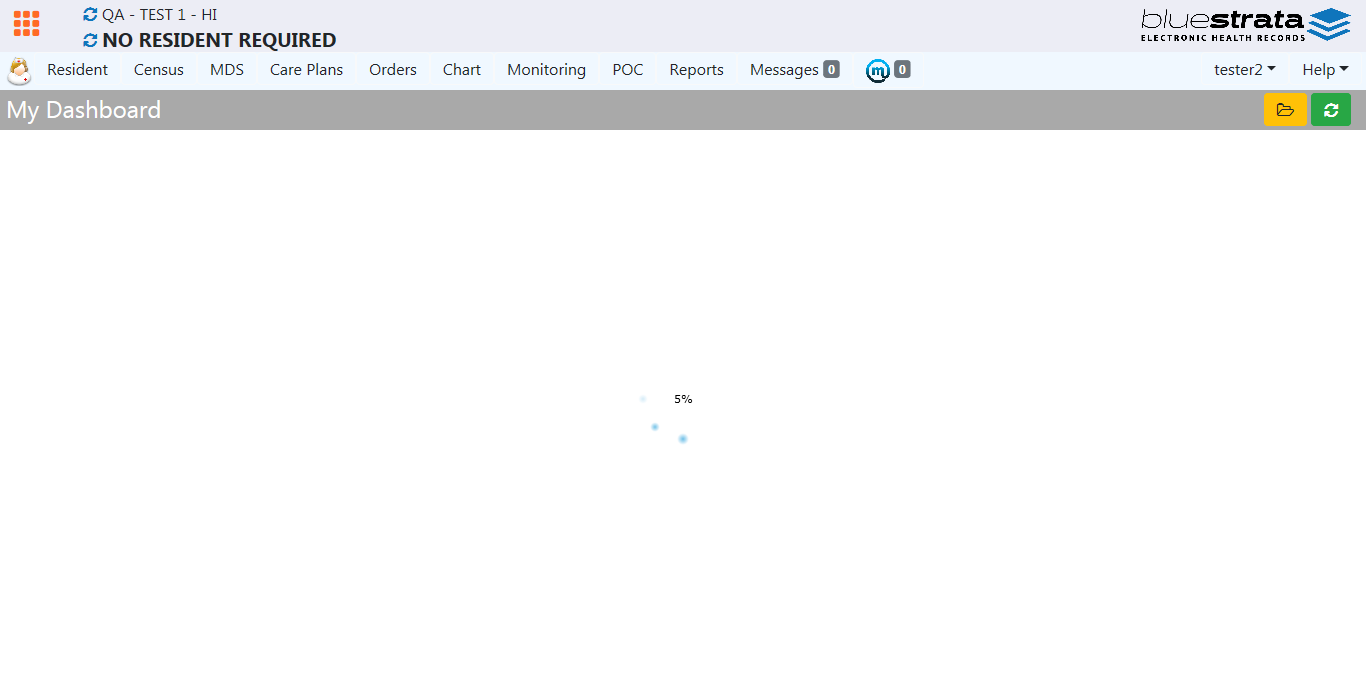 QA - TEST 1 - HI
NO RESIDENT REQUIRED
bluestrata
ELECTRONIC HEALTH RECORDS
Resident Census MDS Care Plans Orders Chart Monitoring POC Reports Messages 0 m 0 tester2 Help
My Dashboard
5%